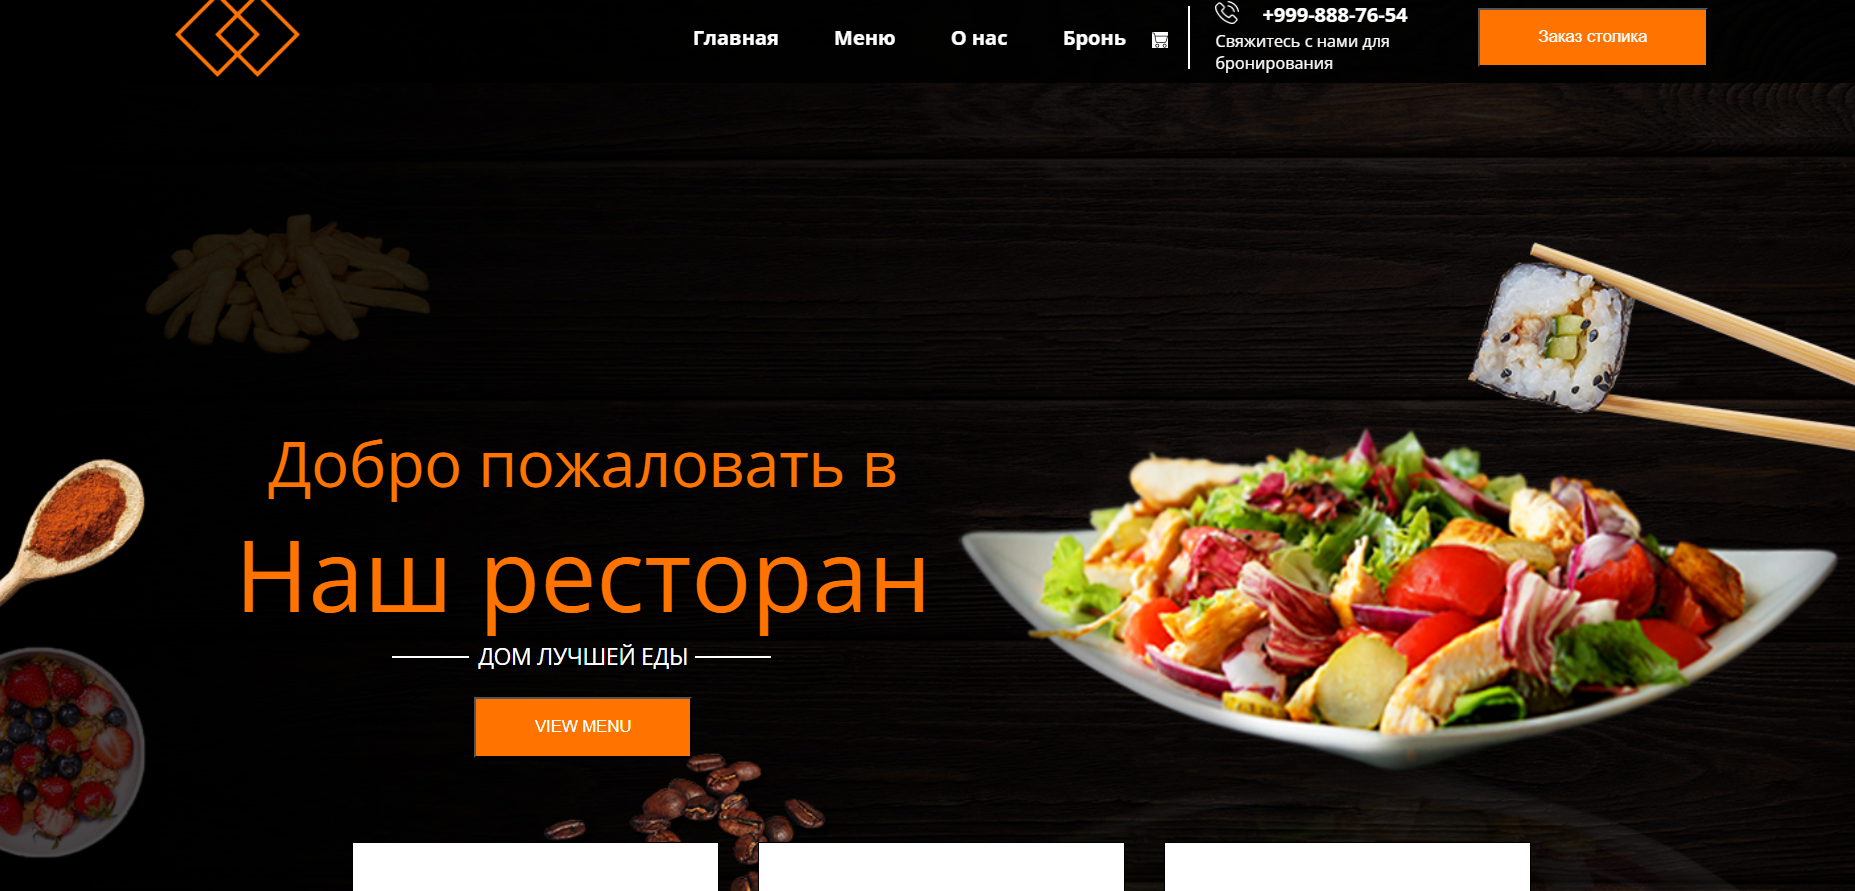 Главная Меню О нас Бронь
+999-888-76-54
Свяжитесь с нами для
бронирования
Заказ столика
Добро пожаловать в
Наш ресторан
ДОМ ЛУЧШЕЙ ЕДЫ
VIEW MENU